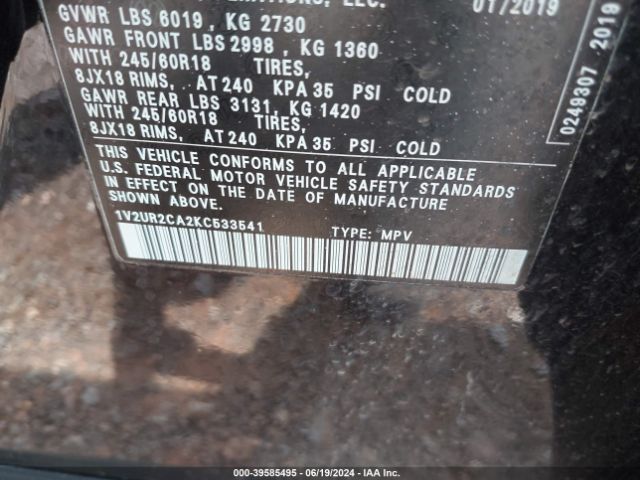 LLC.
01/2019
GVWR LBS 6019 , KG 2730
GAWR FRONT LBS 2998 , KG 1360
WITH 245/60R18 TIRES,
8JX18 RIMS, AT 240 KPA 35 PSI COLD
GAWR REAR LBS 3131, KG 1420
WITH 245/60R18 TIRES,
8JX18 RIMS, AT 240 KPA 35 PSI COLD
THIS VEHICLE CONFORMS TO ALL APPLICABLE
U.S. FEDERAL MOTOR VEHICLE SAFETY STANDARDS
IN EFFECT ON THE DATE OF MANUFACTURE
SHOWN ABOVE.
1V2UR2CA2KC533541 TYPE: MPV
0249307 2019
000-39585495 - 06/19/2024 - IAA Inc.